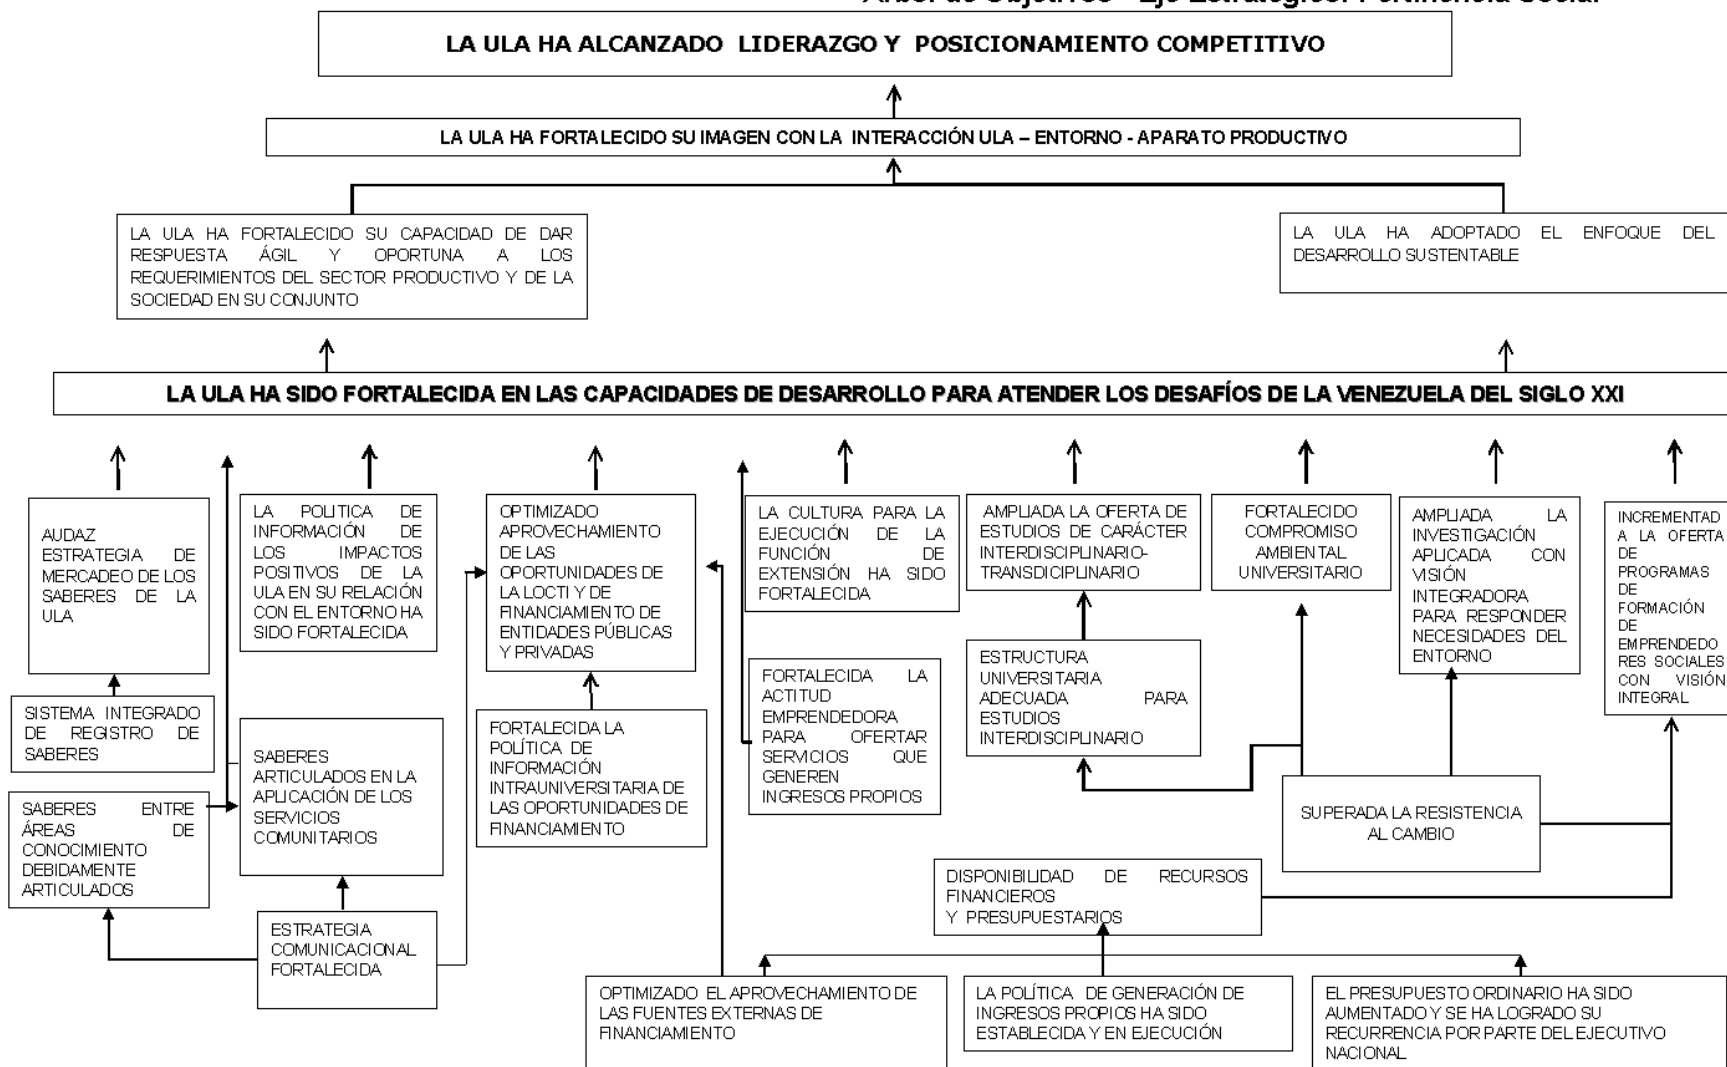 Árbol de Objetivos - Eje Estratégico: Pertinencia Social
LA ULA HA ALCANZADO LIDERAZGO Y POSICIONAMIENTO COMPETITIVO
LA ULA HA FORTALECIDO SU IMAGEN CON LA INTERACCIÓN ULA – ENTORNO - APARATO PRODUCTIVO
LA ULA HA FORTALECIDO SU CAPACIDAD DE DAR
RESPUESTA ÁGIL Y OPORTUNA A LOS
REQUERIMIENTOS DEL SECTOR PRODUCTIVO Y DE LA
SOCIEDAD EN SU CONJUNTO
LA ULA HA ADOPTADO EL ENFOQUE DEL
DESARROLLO SUSTENTABLE
LA ULA HA SIDO FORTALECIDA EN LAS CAPACIDADES DE DESARROLLO PARA ATENDER LOS DESAFÍOS DE LA VENEZUELA DEL SIGLO XXI
AUDAZ
ESTRATEGIA DE
MERCADEO DE LOS
SABERES DE LA
ULA
LA POLITICA DE
INFORMACIÓN DE
LOS IMPACTOS
POSITIVOS DE LA
ULA EN SU RELACIÓN
CON EL ENTORNO HA
SIDO FORTALECIDA
OPTIMIZADO
APROVECHAMIENTO
DE LAS
OPORTUNIDADES DE
LA LOCTI Y DE
FINANCIAMIENTO DE
ENTIDADES PÚBLICAS
Y PRIVADAS
LA CULTURA PARA LA
EJECUCIÓN DE LA
FUNCIÓN DE
EXTENSIÓN HA SIDO
FORTALECIDA
AMPLIADA LA OFERTA DE
ESTUDIOS DE CARÁCTER
INTERDISCIPLINARIO-
TRANSDICIPLINARIO
FORTALECIDO
COMPROMISO
AMBIENTAL
UNIVERSITARIO
AMPLIADA LA
INVESTIGACIÓN
APLICADA CON
VISIÓN
INTEGRADORA
PARA RESPONDER
NECESIDADES DEL
ENTORNO
INCREMENTAD
A LA OFERTA
DE
PROGRAMAS
DE
FORMACIÓN
DE
EMPRENDEDO
RES SOCIALES
CON VISIÓN
INTEGRAL
SISTEMA INTEGRADO
DE REGISTRO DE
SABERES
SABERES
ARTICULADOS EN LA
APLICACIÓN DE LOS
SERVICIOS
COMUNITARIOS
FORTALECIDA LA
POLÍTICA DE
INFORMACIÓN
INTRAUNIVERSITARIA DE
LAS OPORTUNIDADES DE
FINANCIAMIENTO
FORTALECIDA LA
ACTITUD
EMPRENDEDORA
PARA OFERTAR
SERVICIOS QUE
GENEREN
INGRESOS PROPIOS
ESTRUCTURA
UNIVERSITARIA
ADECUADA PARA
ESTUDIOS
INTERDISCIPLINARIO
SABERES ENTRE
ÁREAS DE
CONOCIMIENTO
DEBIDAMENTE
ARTICULADOS
SUPERADA LA RESISTENCIA
AL CAMBIO
DISPONIBILIDAD DE RECURSOS
FINANCIEROS
Y PRESUPUESTARIOS
ESTRATEGIA
COMUNICACIONAL
FORTALECIDA
OPTIMIZADO EL APROVECHAMIENTO DE
LAS FUENTES EXTERNAS DE
FINANCIAMIENTO
LA POLÍTICA DE GENERACIÓN DE
INGRESOS PROPIOS HA SIDO
ESTABLECIDA Y EN EJECUCIÓN
EL PRESUPUESTO ORDINARIO HA SIDO
AUMENTADO Y SE HA LOGRADO SU
RECURRENCIA POR PARTE DEL EJECUTIVO
NACIONAL